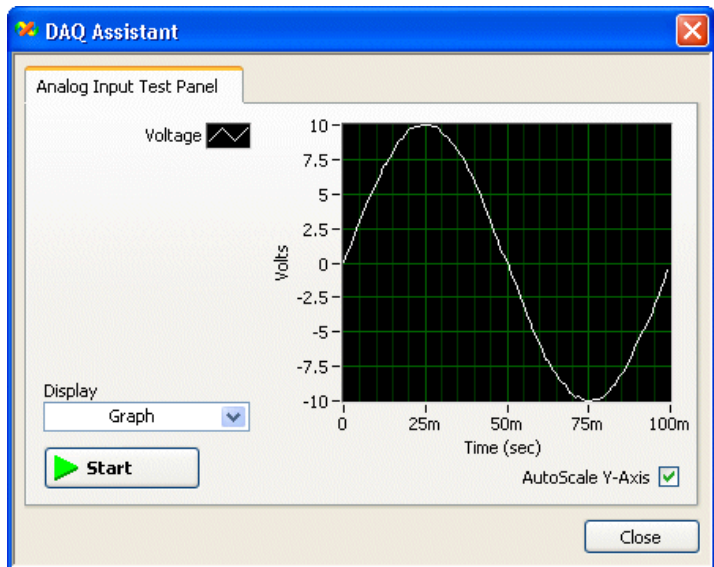 DAQ Assistant
Analog Input Test Panel
Voltage
10
7.5
5
2.5
0
-2.5
-5
-7.5
-10
Volts
0 25m 50m 75m 100m
Time (sec)
Display
Graph
Start
AutoScale Y-Axis
Close